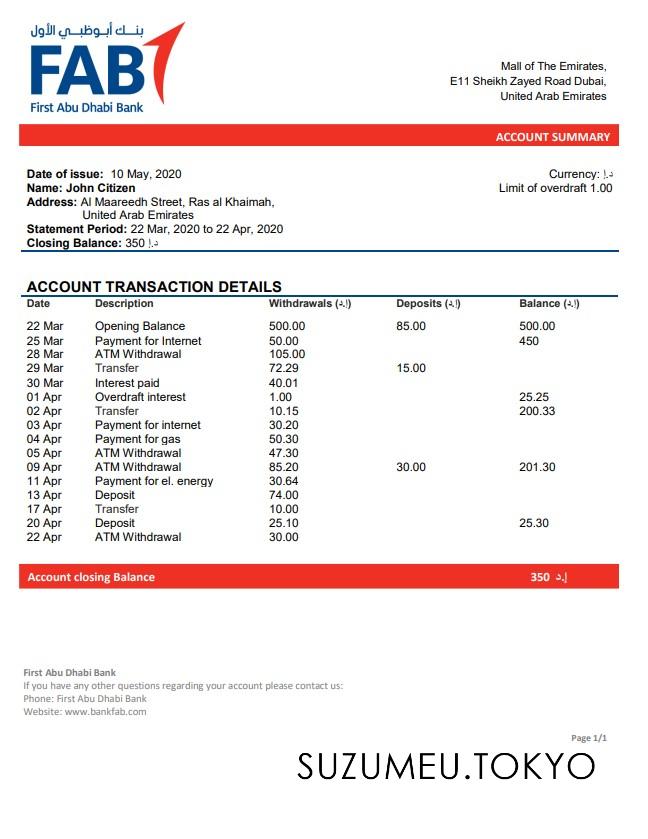 بنك أبوظبي الأول
FAB
First Abu Dhabi Bank
Mall of The Emirates,
E11 Sheikh Zayed Road Dubai,
United Arab Emirates
ACCOUNT SUMMARY
Date of issue: 10 May, 2020
Currency: د.إ
Name: John Citizen
Limit of overdraft 1.00
Address: Al Maareedh Street, Ras al Khaimah,
United Arab Emirates
Statement Period: 22 Mar, 2020 to 22 Apr, 2020
Closing Balance: 350 د.إ
ACCOUNT TRANSACTION DETAILS
Date Description Withdrawals (د.إ) Deposits (د.إ) Balance (د.إ)
22 Mar Opening Balance 500.00 85.00 500.00
25 Mar Payment for Internet 50.00 450
28 Mar ATM Withdrawal 105.00
29 Mar Transfer 72.29 15.00
30 Mar Interest paid 40.01
01 Apr Overdraft interest 1.00 25.25
02 Apr Transfer 10.15 200.33
03 Apr Payment for internet 30.20
04 Apr Payment for gas 50.30
05 Apr ATM Withdrawal 47.30
09 Apr ATM Withdrawal 85.20 30.00 201.30
11 Apr Payment for el. energy 30.64
13 Apr Deposit 74.00
17 Apr Transfer 10.00
20 Apr Deposit 25.10 25.30
22 Apr ATM Withdrawal 30.00
Account closing Balance 350 د.إ
First Abu Dhabi Bank
If you have any other questions regarding your account please contact us:
Phone: First Abu Dhabi Bank
Website: www.bankfab.com
Page 1/1
SUZUMEU.TOKYO